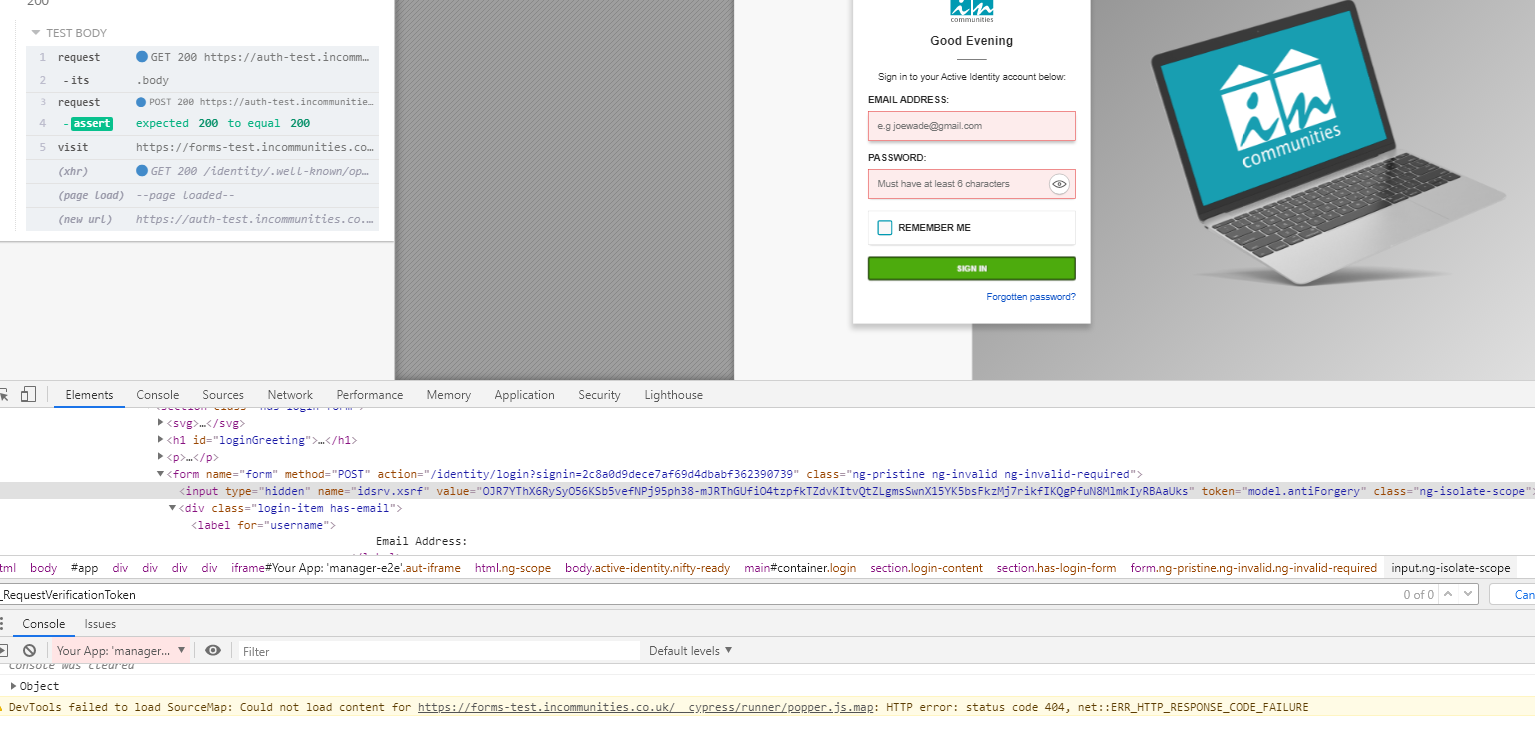 200
TEST BODY
1 request GET 200 https://auth-test.incomm…
2 -its .body
3 request POST 200 https://auth-test.incommunitie…
4 -assert expected 200 to equal 200
5 visit https://forms-test.incommunities.co…
(xhr) GET 200 /identity/.well-known/op…
(page load) --page loaded--
(new url) https://auth-test.incommunities.co.…
in
communities
Good Evening
Sign in to your Active Identity account below:
EMAIL ADDRESS:
e.g joewade@gmail.com
PASSWORD:
Must have at least 6 characters
REMEMBER ME
SIGN IN
Forgotten password?
in
communities
Elements Console Sources Network Performance Memory Application Security Lighthouse
<section class="has-login-form">
<svg>…</svg>
<h1 id="loginGreeting">…</h1>
<p>…</p>
<form name="form" method="POST" action="/identity/login?signin=2c8a0d9dece7af69d4dbabf362390739" class="ng-pristine ng-invalid ng-invalid-required">
<input type="hidden" name="idsrv.xsrf" value="OJR7YThX6RySyO56KSb5vefNPj95ph38-mJRThGUfiO4tzpfkTZdvKItvQtZLgmsSwnX15YK5bsFkzMj7rikfIKQgPfuN8MlmkIyRBAaUks" token="model.antiForgery" class="ng-isolate-scope">
<div class="login-item has-email">
<label for="username">
Email Address:
</label>
tml body #app div div div div iframe#Your App: 'manager-e2e'.aut-iframe html.ng-scope body.active-identity.nifty-ready main#container.login section.login-content section.has-login-form form.ng-pristine.ng-invalid.ng-invalid-required input.ng-isolate-scope
_RequestVerificationToken 0 of 0 Can
Console Issues
Your App: 'manager… ▼ Filter Default levels ▼
Console was cleared
Object
DevTools failed to load SourceMap: Could not load content for https://forms-test.incommunities.co.uk/__cypress/runner/popper.js.map: HTTP error: status code 404, net::ERR_HTTP_RESPONSE_CODE_FAILURE